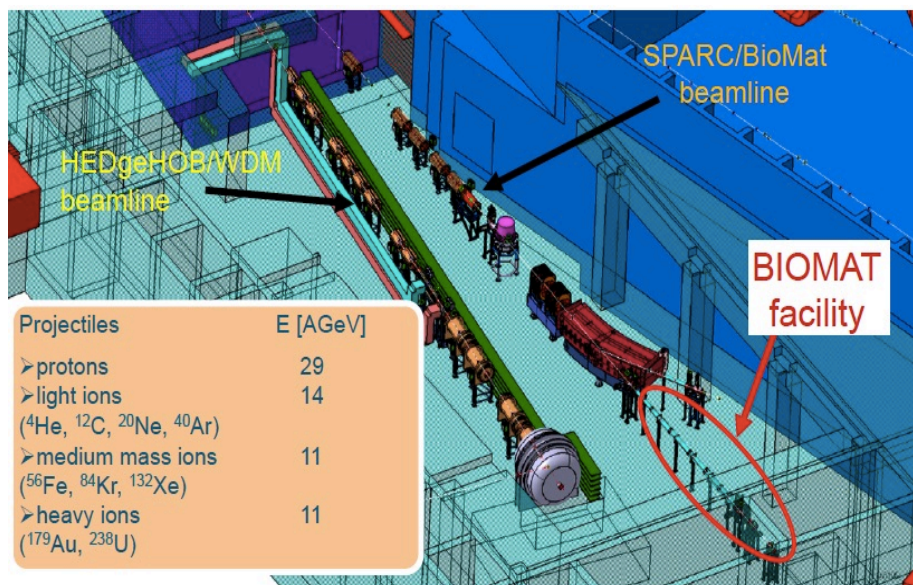 SPARC/BioMat
beamline
HEDgeHOB/WDM
beamline
BIOMAT
facility
Projectiles E [AGeV]
➢protons 29
➢light ions 14
(⁴He, ¹²C, ²⁰Ne, ⁴⁰Ar)
➢medium mass ions 11
(⁵⁶Fe, ⁸⁴Kr, ¹³²Xe)
➢heavy ions 11
(¹⁷⁹Au, ²³⁸U)